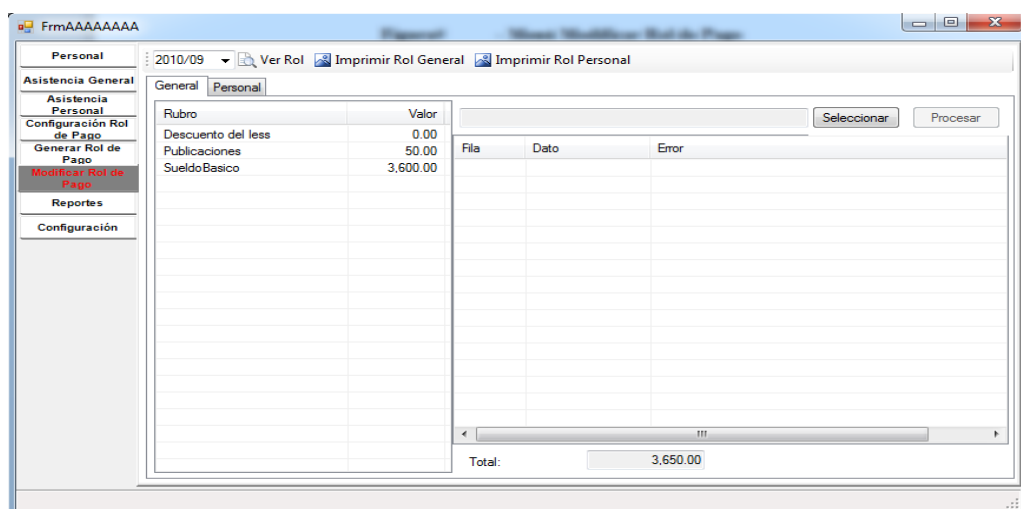 FrmAAAAAAAA
Personal
Asistencia General
Asistencia
Personal
Configuración Rol
de Pago
Generar Rol de
Pago
Modificar Rol de
Pago
Reportes
Configuración
2010/09 Ver Rol Imprimir Rol General Imprimir Rol Personal
General Personal
Rubro Valor
Descuento del Iess 0.00
Publicaciones 50.00
SueldoBasico 3,600.00
Seleccionar Procesar
Fila Dato Error
Total: 3,650.00